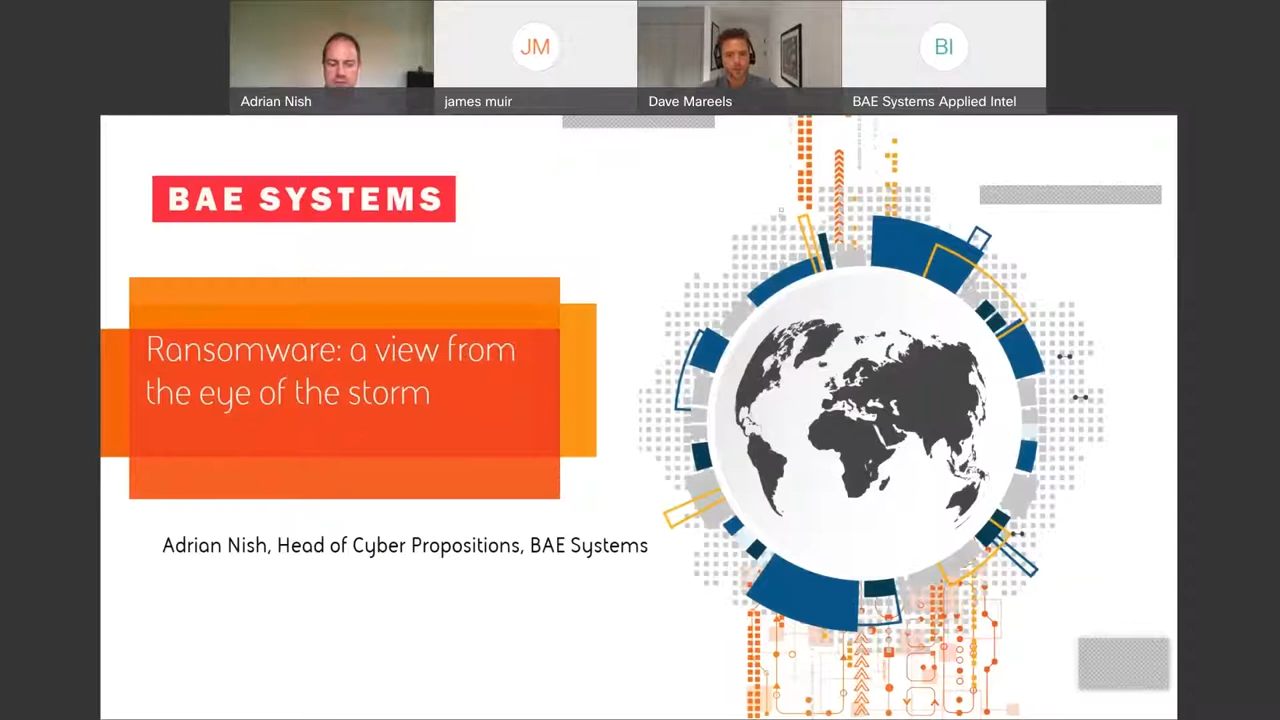 Adrian Nish
JM
james muir
Dave Mareels
BI
BAE Systems Applied Intel
BAE SYSTEMS
Ransomware: a view from
the eye of the storm
Adrian Nish, Head of Cyber Propositions, BAE Systems